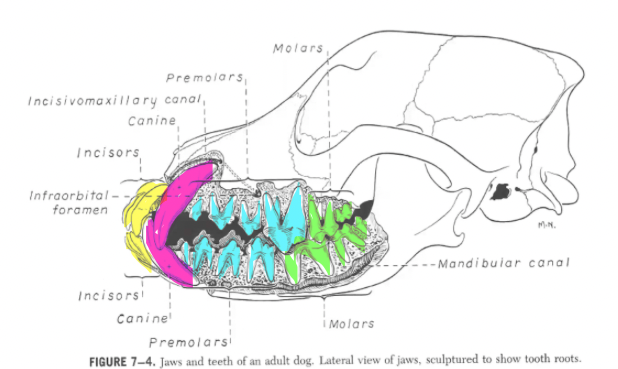 Molars
Premolars
Incisivomaxillary canal
Canine
Incisors
Infraorbital
foramen
M.N.
Mandibular canal
Incisors
Canine
Molars
Premolars
FIGURE 7–4. Jaws and teeth of an adult dog. Lateral view of jaws, sculptured to show tooth roots.